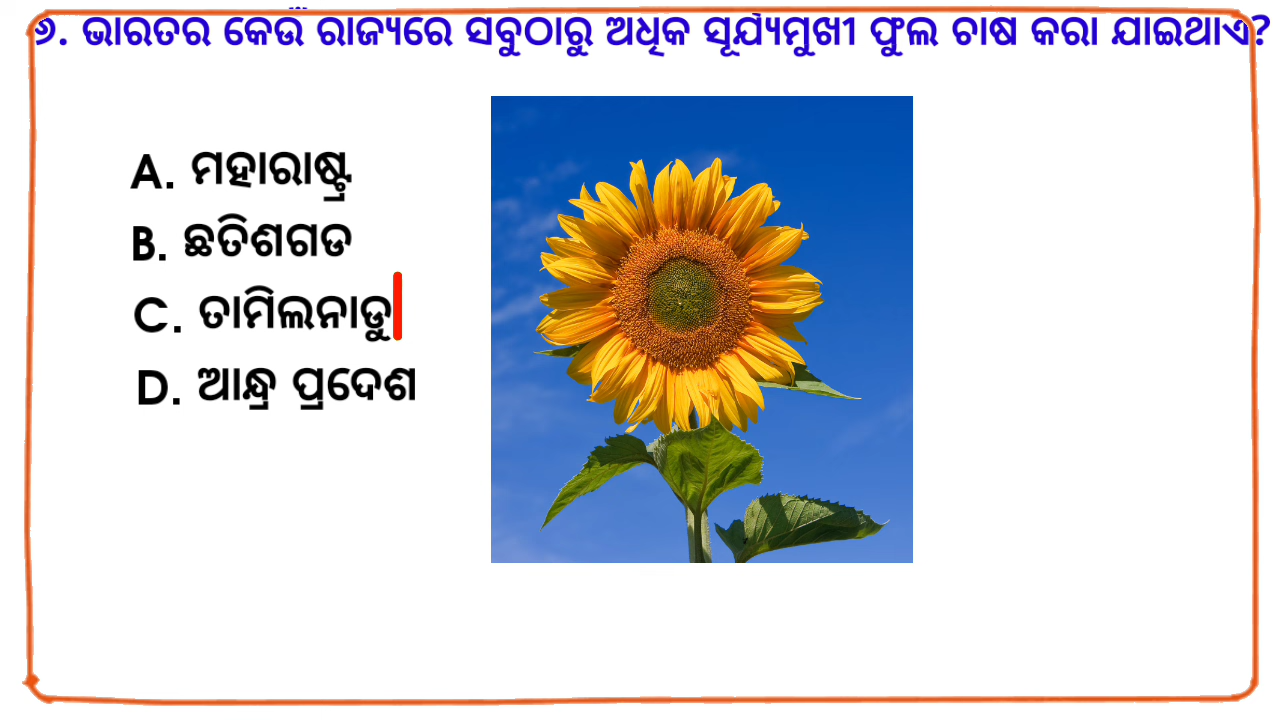 ୬. ଭାରତର କେଉଁ ରାଜ୍ୟରେ ସବୁଠାରୁ ଅଧିକ ସୂର୍ଯ୍ୟମୁଖୀ ଫୁଲ ଚାଷ କରା ଯାଇଥାଏ?
A. ମହାରାଷ୍ଟ୍ର
B. ଛତିଶଗଡ
C. ତାମିଲନାଡୁ
D. ଆନ୍ଧ୍ର ପ୍ରଦେଶ